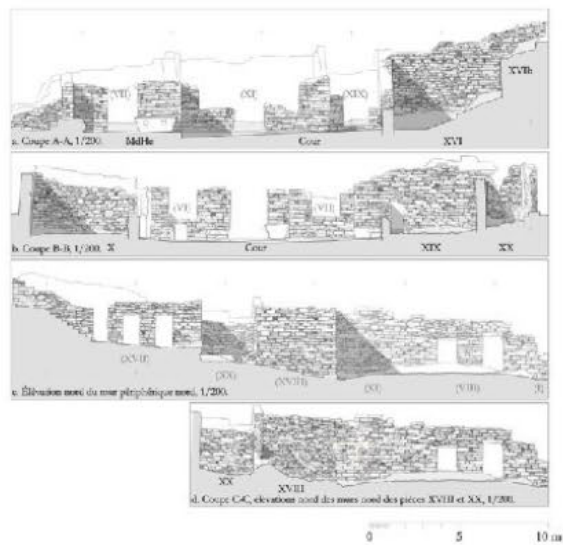 (VII) (XI) (XIX) XVIb
a. Coupe A-A, 1/200. MdHe Cour XVI
(VI) (VII)
b. Coupe B-B, 1/200. X Cour XIX XX
(XVII) (XX) (XVIII) (XI) (VIII) (I)
c. Élévation nord du mur périphérique nord, 1/200.
XX XVIII
d. Coupe C-C, élévations nord des murs nord des pièces XVIII et XX, 1/200.
0 5 10 m